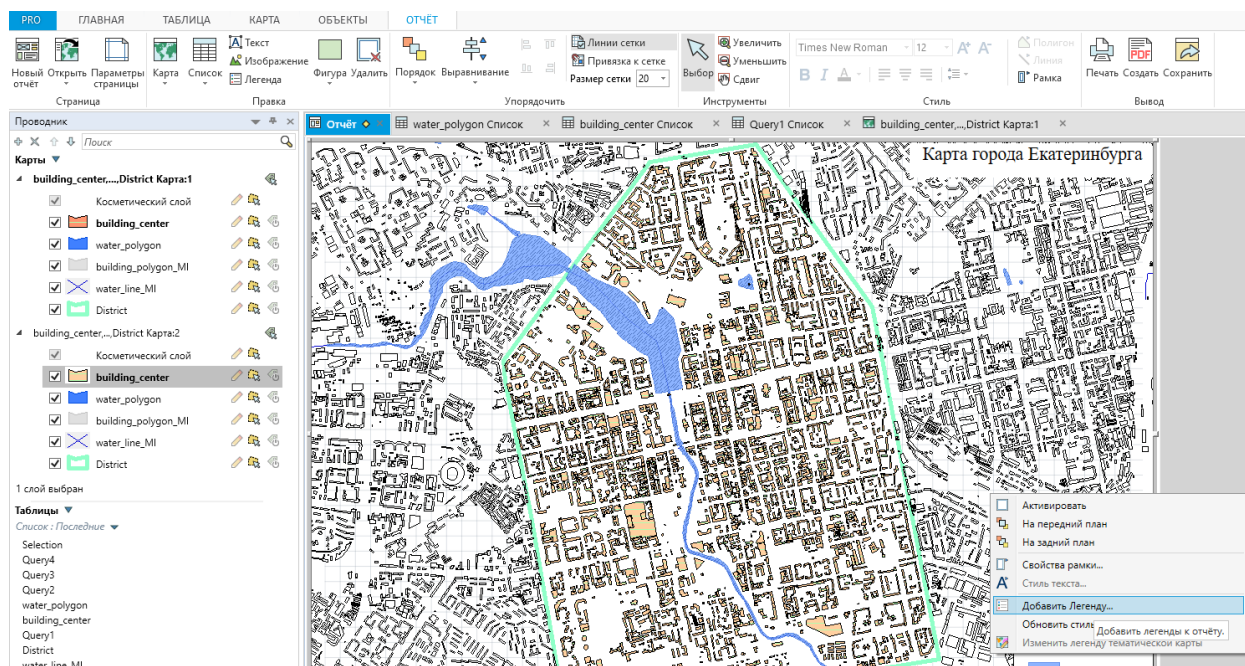 PRO ГЛАВНАЯ ТАБЛИЦА КАРТА ОБЪЕКТЫ ОТЧЁТ
Новый отчёт
Открыть
Параметры страницы
Страница
Карта
Список
Текст
Изображение
Легенда
Фигура
Удалить
Правка
Порядок
Выравнивание
Линии сетки
Привязка к сетке
Размер сетки 20
Упорядочить
Выбор
Увеличить
Уменьшить
Сдвиг
Инструменты
Times New Roman 12
Полигон
Линия
Рамка
Стиль
Печать
Создать
Сохранить
Вывод
Проводник
Поиск
Карты
building_center,...,District Карта:1
Косметический слой
building_center
water_polygon
building_polygon_MI
water_line_MI
District
building_center,...,District Карта:2
Косметический слой
building_center
water_polygon
building_polygon_MI
water_line_MI
District
1 слой выбран
Таблицы
Список : Последние
Selection
Query4
Query3
Query2
water_polygon
building_center
Query1
District
water_line_MI
Отчёт
water_polygon Список
building_center Список
Query1 Список
building_center,...,District Карта:1
Карта города Екатеринбурга
Активировать
На передний план
На задний план
Свойства рамки...
Стиль текста...
Добавить Легенду...
Обновить стиль
Добавить легенды к отчёту.
Изменить легенду тематической карты